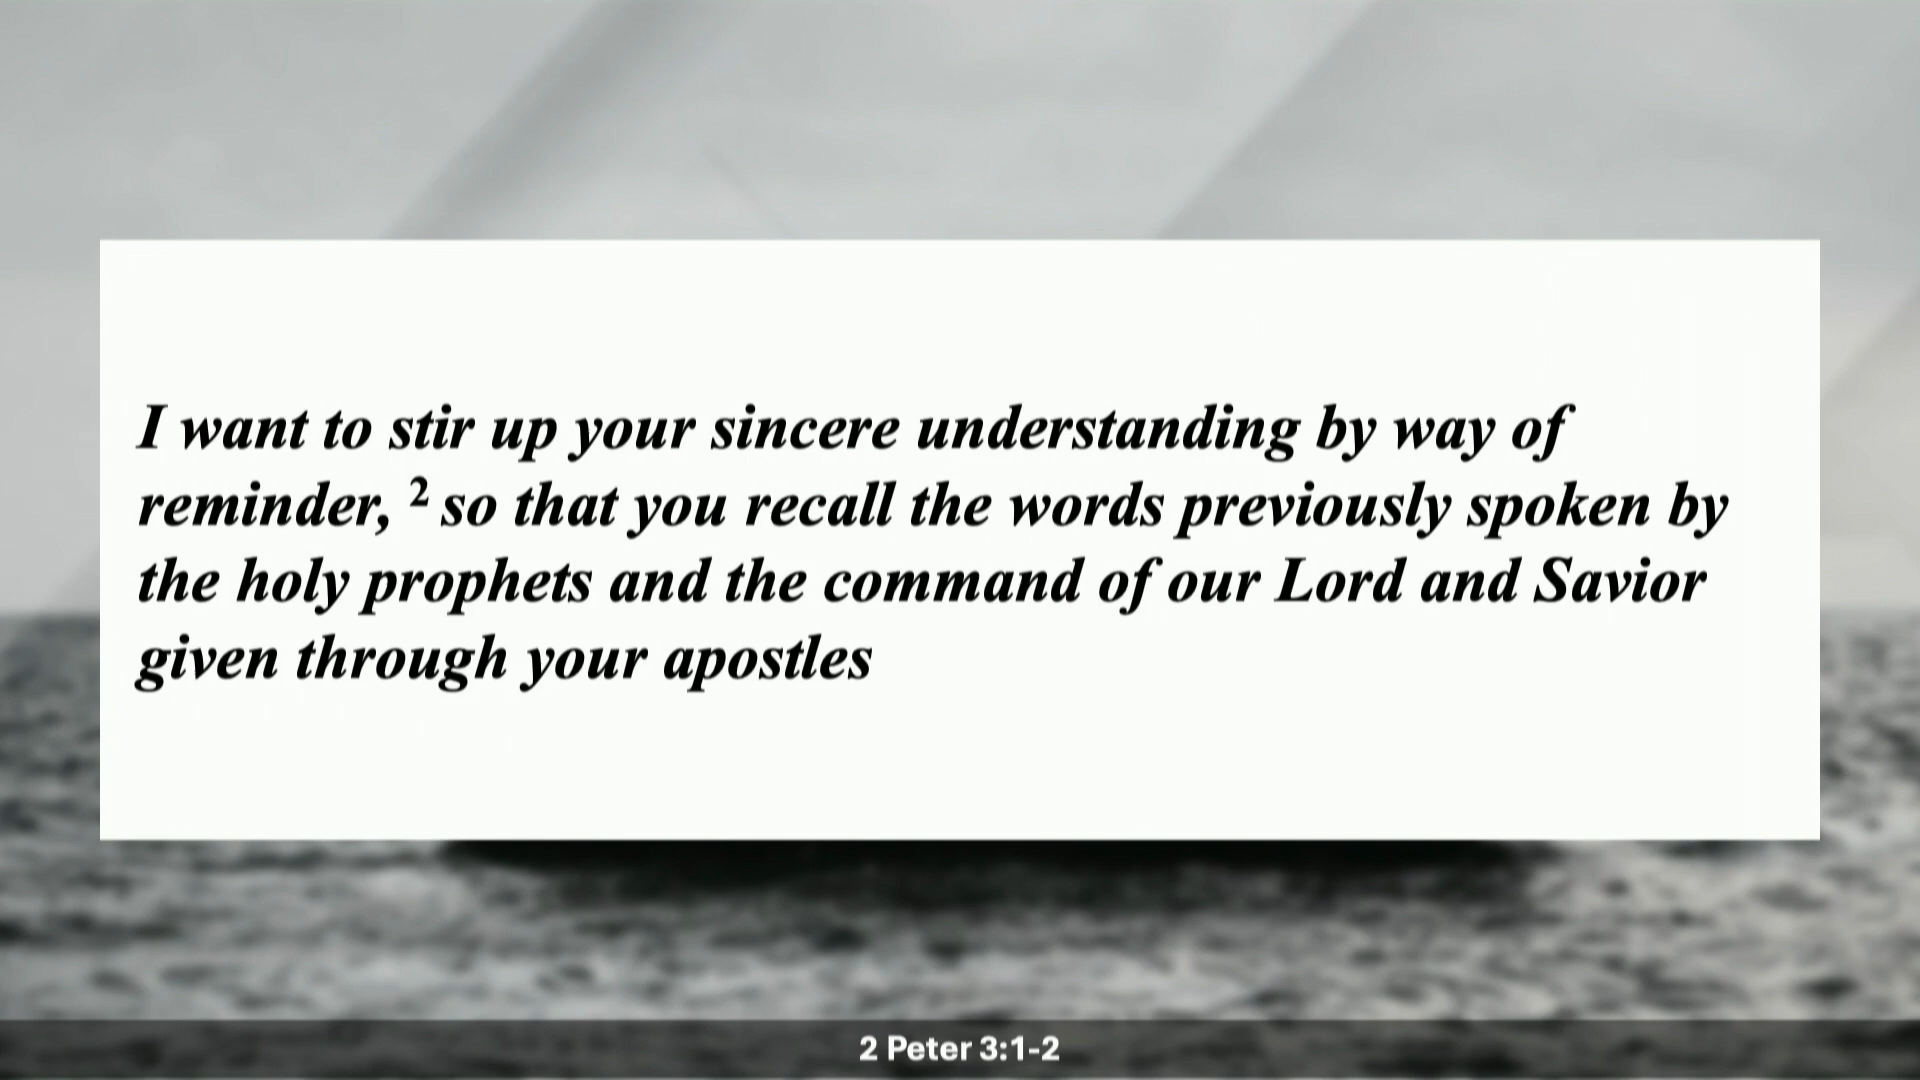 I want to stir up your sincere understanding by way of
reminder, ² so that you recall the words previously spoken by
the holy prophets and the command of our Lord and Savior
given through your apostles
2 Peter 3:1-2